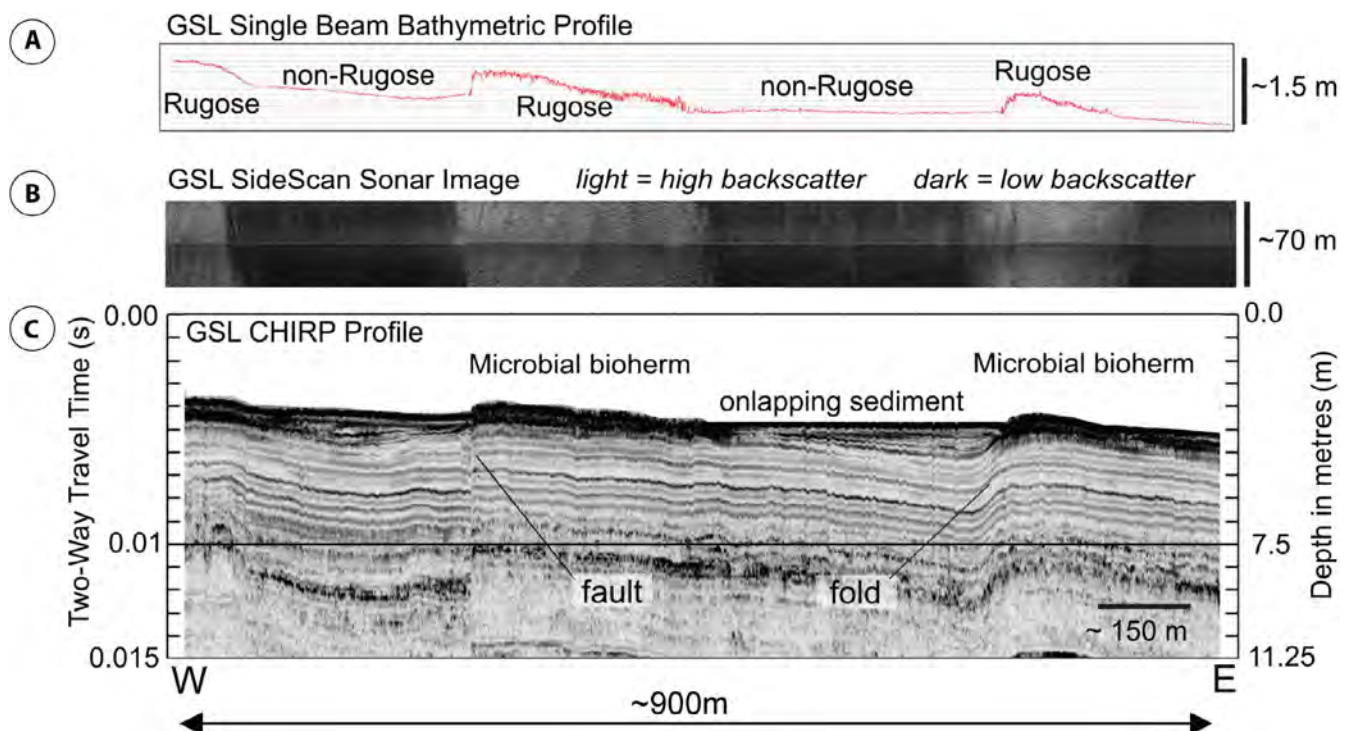 A
GSL Single Beam Bathymetric Profile
Rugose
non-Rugose
Rugose
non-Rugose
Rugose
~1.5 m
B
GSL SideScan Sonar Image light = high backscatter dark = low backscatter
~70 m
C
GSL CHIRP Profile
Two-Way Travel Time (s)
0.00
0.01
0.015
Microbial bioherm
Microbial bioherm
onlapping sediment
fault
fold
~ 150 m
0.0
7.5
11.25
Depth in metres (m)
W
E
~900m